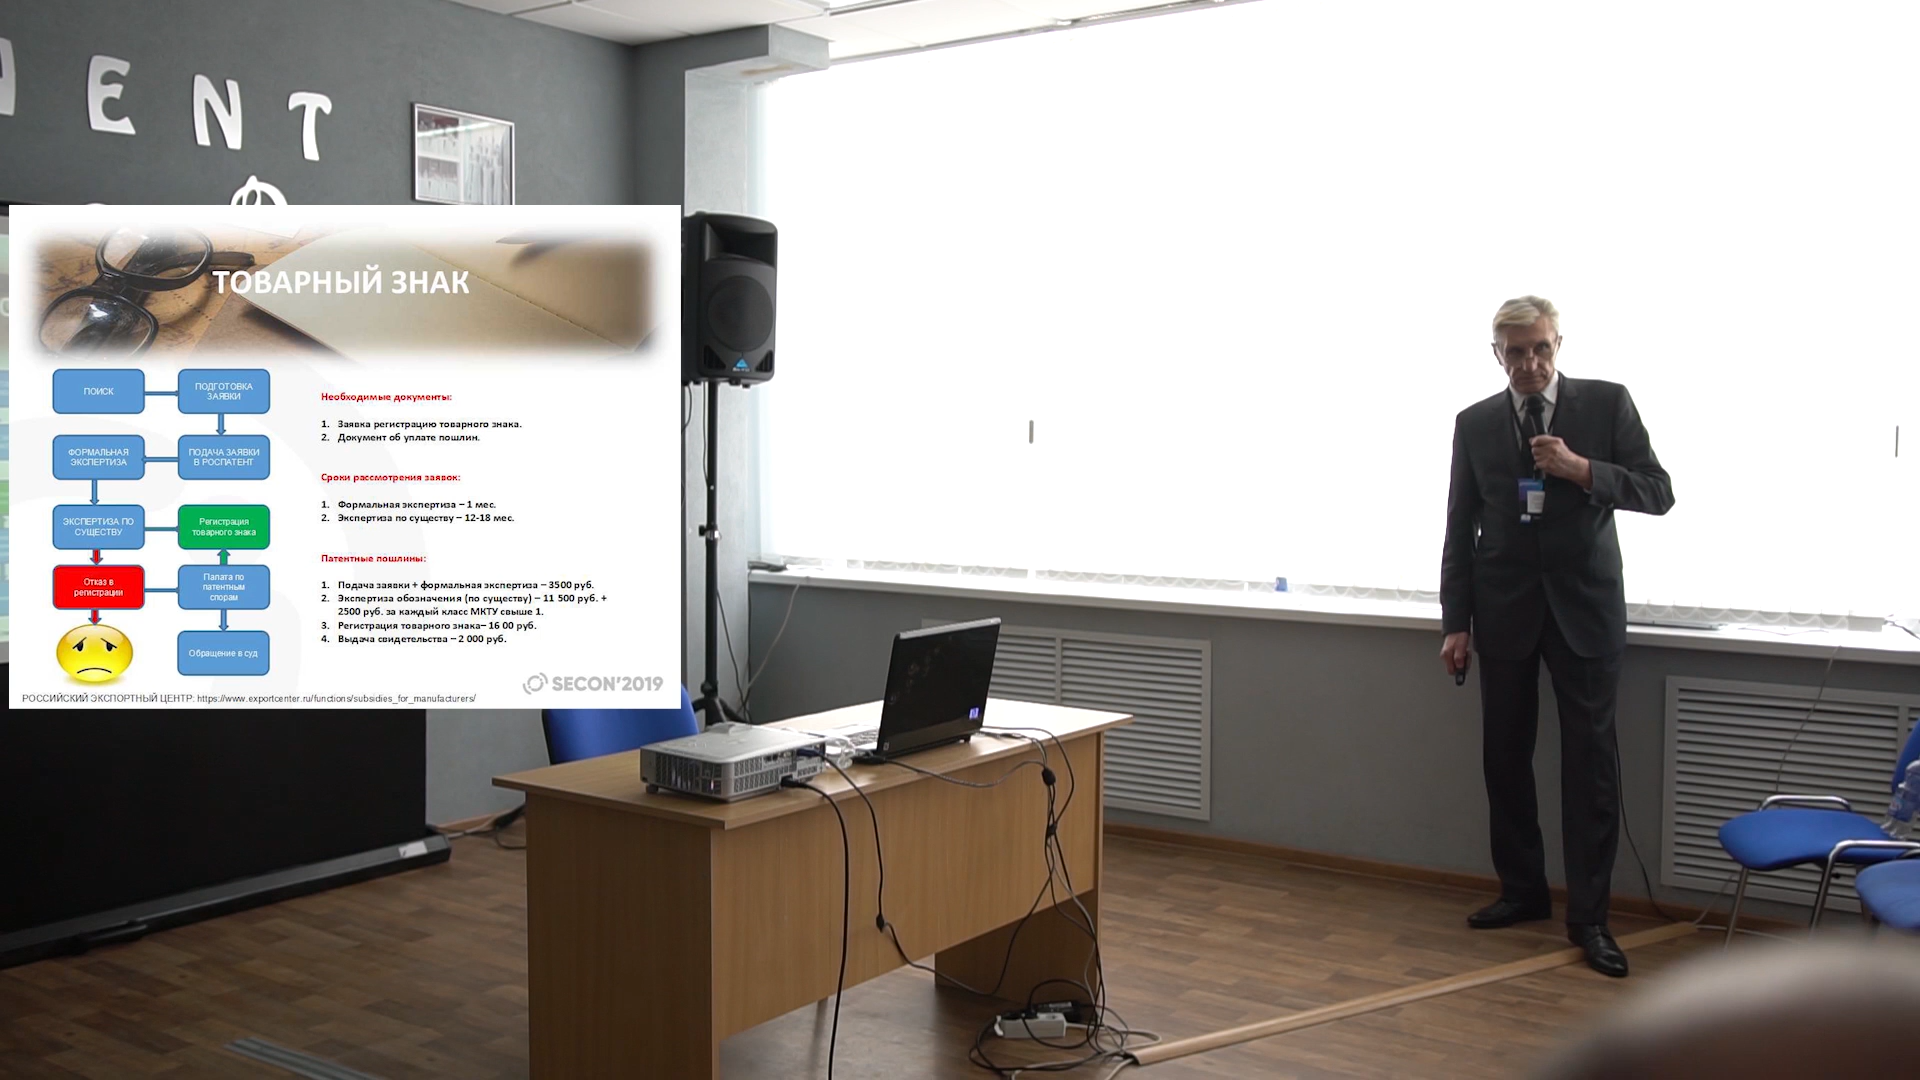 ENT
ТОВАРНЫЙ ЗНАК
ПОИСК
ПОДГОТОВКА
ЗАЯВКИ
ФОРМАЛЬНАЯ
ЭКСПЕРТИЗА
ПОДАЧА ЗАЯВКИ
В РОСПАТЕНТ
ЭКСПЕРТИЗА ПО
СУЩЕСТВУ
Регистрация
товарного знака
Отказ в
регистрации
Палата по
патентным
спорам
Обращение в суд
Необходимые документы:
1. Заявка регистрацию товарного знака.
2. Документ об уплате пошлин.
Сроки рассмотрения заявок:
1. Формальная экспертиза – 1 мес.
2. Экспертиза по существу – 12-18 мес.
Патентные пошлины:
1. Подача заявки + формальная экспертиза – 3500 руб.
2. Экспертиза обозначения (по существу) – 11 500 руб. +
2500 руб. за каждый класс МКТУ свыше 1.
3. Регистрация товарного знака– 16 00 руб.
4. Выдача свидетельства – 2 000 руб.
SECON'2019
РОССИЙСКИЙ ЭКСПОРТНЫЙ ЦЕНТР: https://www.exportcenter.ru/functions/subsidies_for_manufacturers/